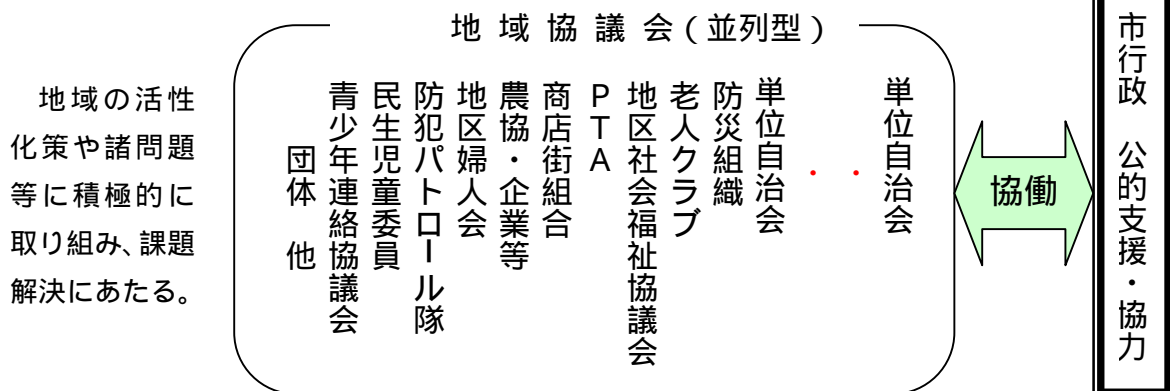 地域協議会(並列型)
市行政　公的支援・協力
協働
単位自治会
・・
単位自治会
防災組織
老人クラブ
地区社会福祉協議会
PTA
商店街組合
農協・企業等
地区婦人会
防犯パトロール隊
民生児童委員
青少年連絡協議会
団体　他
地域の活性
化策や諸問題
等に積極的に
取り組み、課題
解決にあたる。